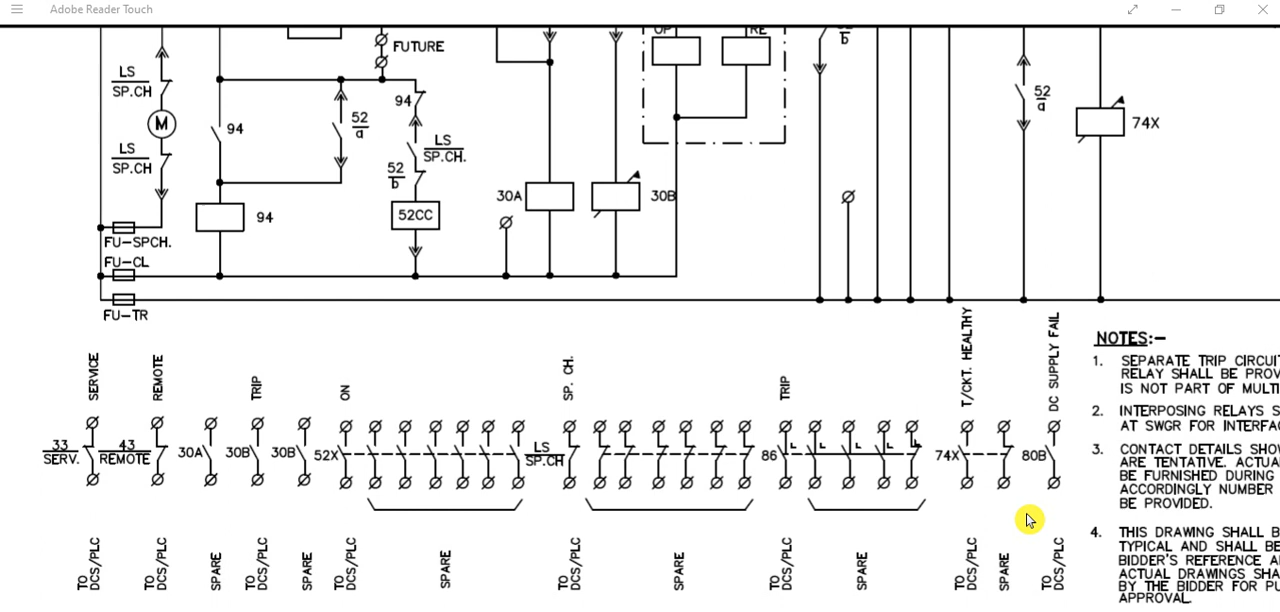 Adobe Reader Touch
OP
RE
b
FUTURE
LS
SP.CH
94
52
a
M
94
LS
SP.CH.
52
a
74X
LS
SP.CH
52
b
30A
30B
94
52CC
FU-SPCH.
FU-CL
FU-TR
SERVICE
REMOTE
TRIP
ON
SP. CH.
TRIP
T/CKT. HEALTHY
DC SUPPLY FAIL
33
SERV.
43
REMOTE
30A
30B
30B
52X
LS
SP.CH
86
L
L
L
L
74X
80B
TO
DCS/PLC
TO
DCS/PLC
SPARE
TO
DCS/PLC
SPARE
TO
DCS/PLC
SPARE
TO
DCS/PLC
SPARE
TO
DCS/PLC
SPARE
TO
DCS/PLC
SPARE
TO
DCS/PLC
NOTES:-
1. SEPARATE TRIP CIRCUI
RELAY SHALL BE PROV
IS NOT PART OF MULTI
2. INTERPOSING RELAYS S
AT SWGR FOR INTERFA
3. CONTACT DETAILS SHO
ARE TENTATIVE. ACTUA
BE FURNISHED DURING
ACCORDINGLY NUMBER
BE PROVIDED.
4. THIS DRAWING SHALL B
TYPICAL AND SHALL BE
BIDDER'S REFERENCE A
ACTUAL DRAWINGS SHA
BY THE BIDDER FOR PU
APPROVAL.